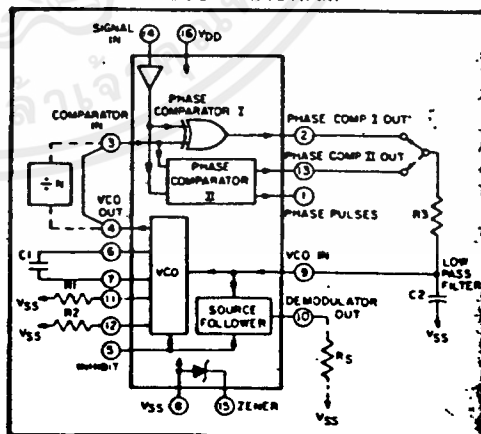 SIGNAL IN
14
16
VDD
COMPARATOR IN
3
PHASE COMPARATOR I
PHASE COMP I OUT
2
PHASE COMP II OUT
13
PHASE COMPARATOR II
1
PHASE PULSES
÷ N
VCO OUT
4
R3
C1
6
7
VCO
VCO IN
9
LOW PASS FILTER
R1
VSS
11
R2
VSS
12
SOURCE FOLLOWER
DEMODULATOR OUT
10
C2
VSS
5
INHIBIT
RS
VSS
VSS
8
15
ZENER